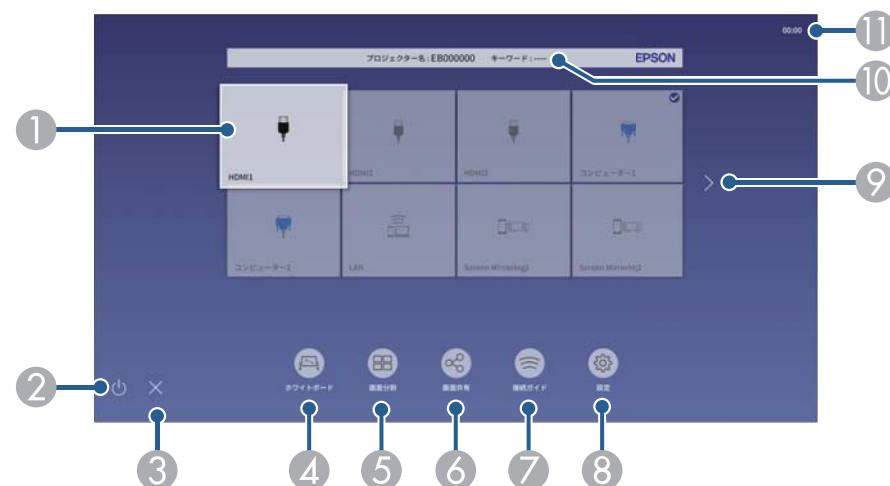 00:00
11
プロジェクター名 : EB000000 キーワード : ---- EPSON
10
1
HDMI1
HDMI2
HDMI3
コンピューター1
9
コンピューター2
LAN
Screen Mirroring1
Screen Mirroring2
ホワイトボード
画面分割
画面共有
接続ガイド
設定
2
3
4
5
6
7
8